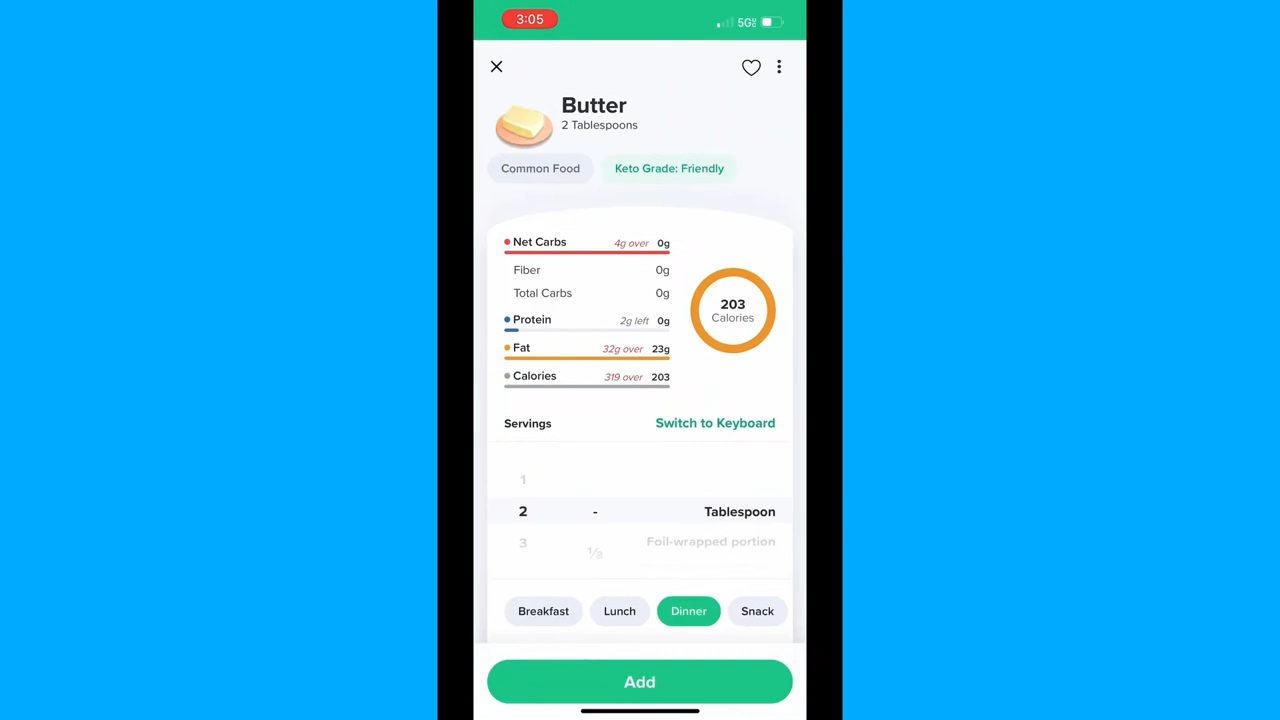 3:05
5G
Butter
2 Tablespoons
Common Food
Keto Grade: Friendly
Net Carbs 4g over 0g
Fiber 0g
Total Carbs 0g
Protein 2g left 0g
Fat 32g over 23g
Calories 319 over 203
203
Calories
Servings Switch to Keyboard
1
2 - Tablespoon
3 ⅛ Foil-wrapped portion
Breakfast Lunch Dinner Snack
Add